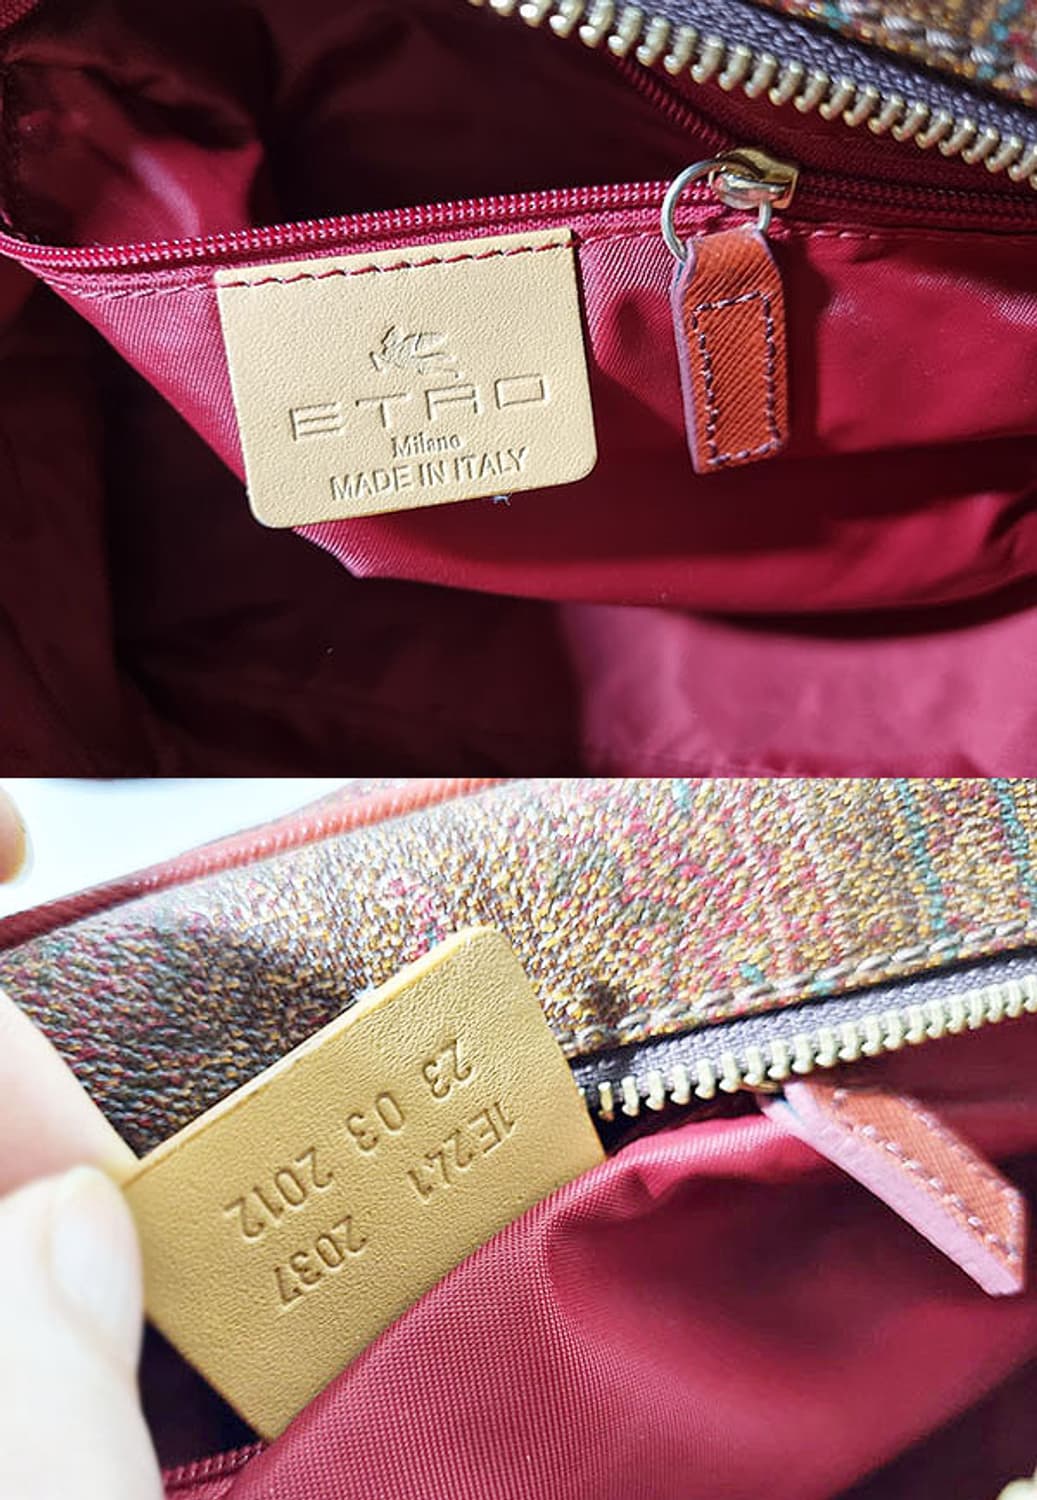 ETRO
Milano
MADE IN ITALY
1E241 2037
23 03 2012